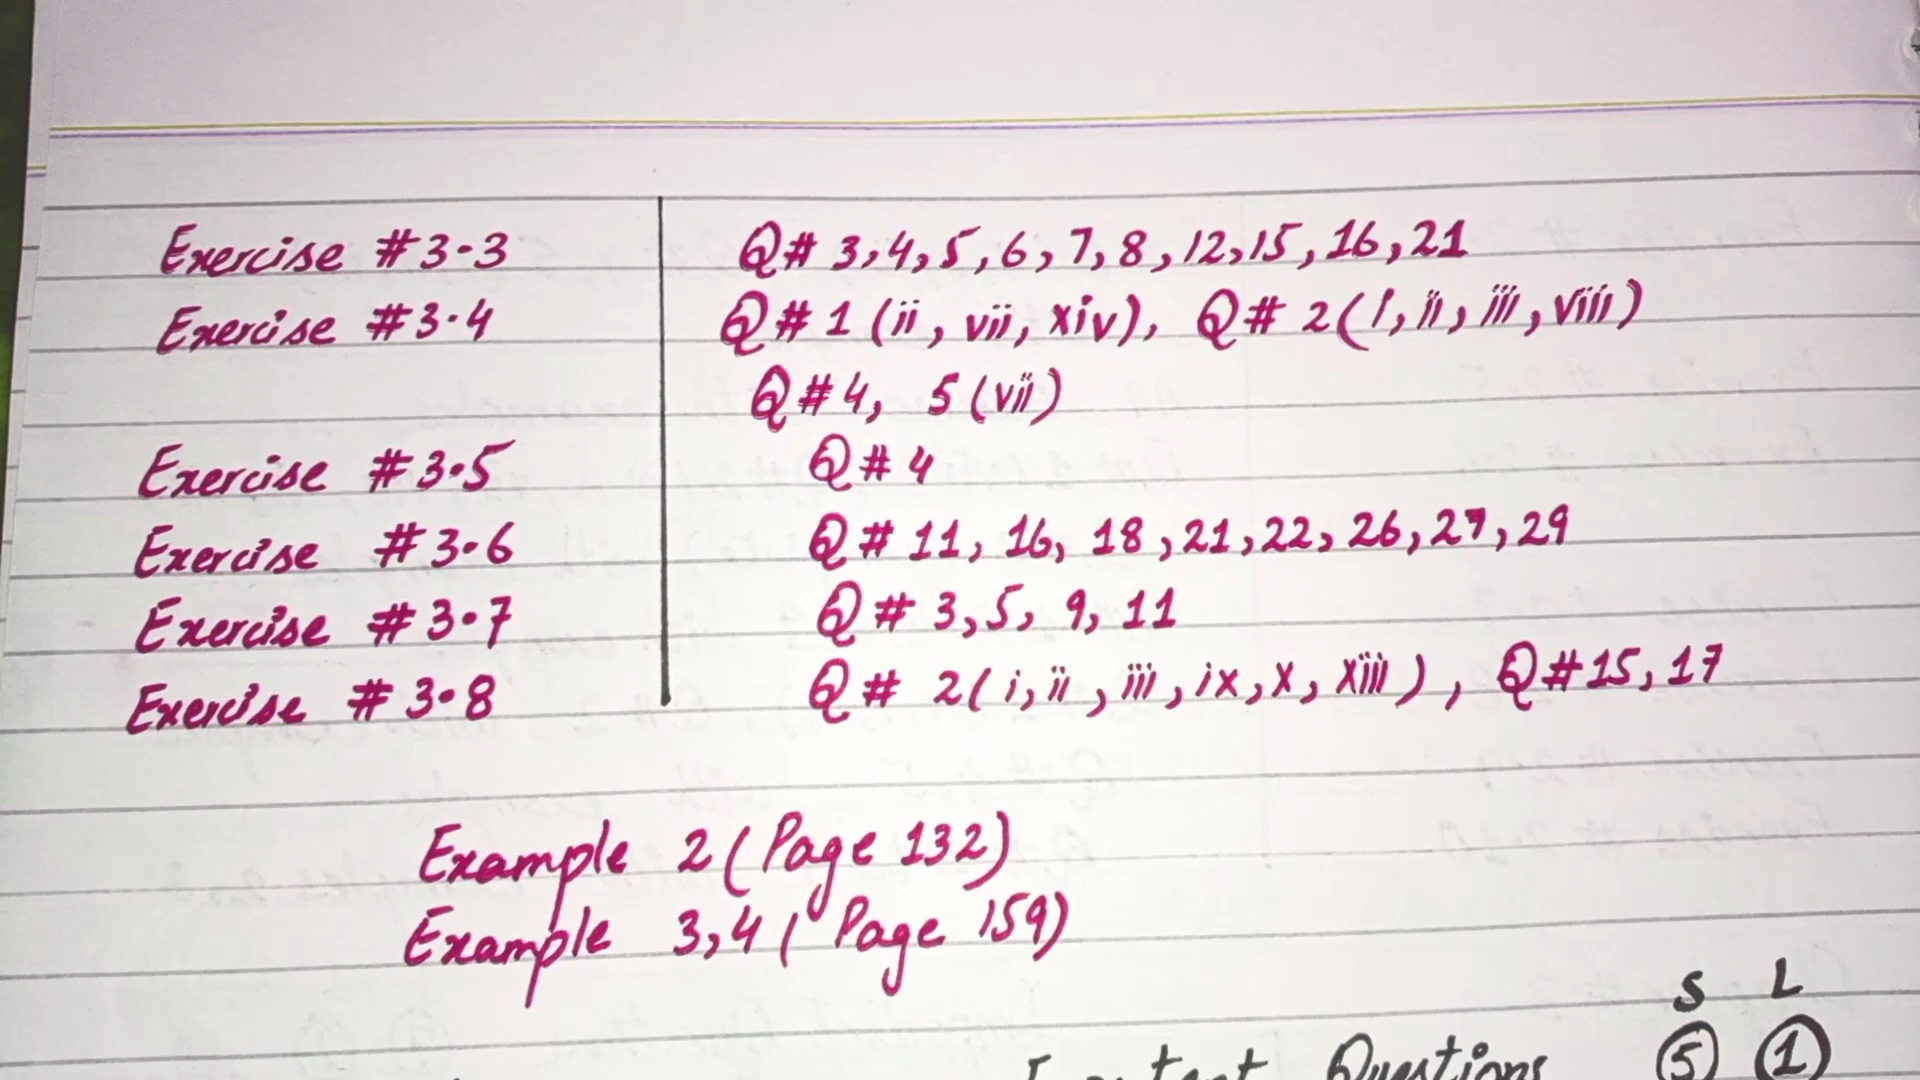 Exercise #3.3 Q# 3,4,5,6,7,8,12,15,16,21
Exercise #3.4 Q# 1 (ii, vii, xiv), Q# 2(i,ii,iii,viii)
Q#4, 5(vii)
Exercise #3.5 Q#4
Exercise #3.6 Q# 11, 16, 18,21,22,26,27,29
Exercise #3.7 Q# 3,5, 9, 11
Exercise #3.8 Q# 2(i,ii,iii,ix,x,xiii), Q#15,17
Example 2(Page 132)
Example 3,4(Page 159)
S L
Questions 5 1